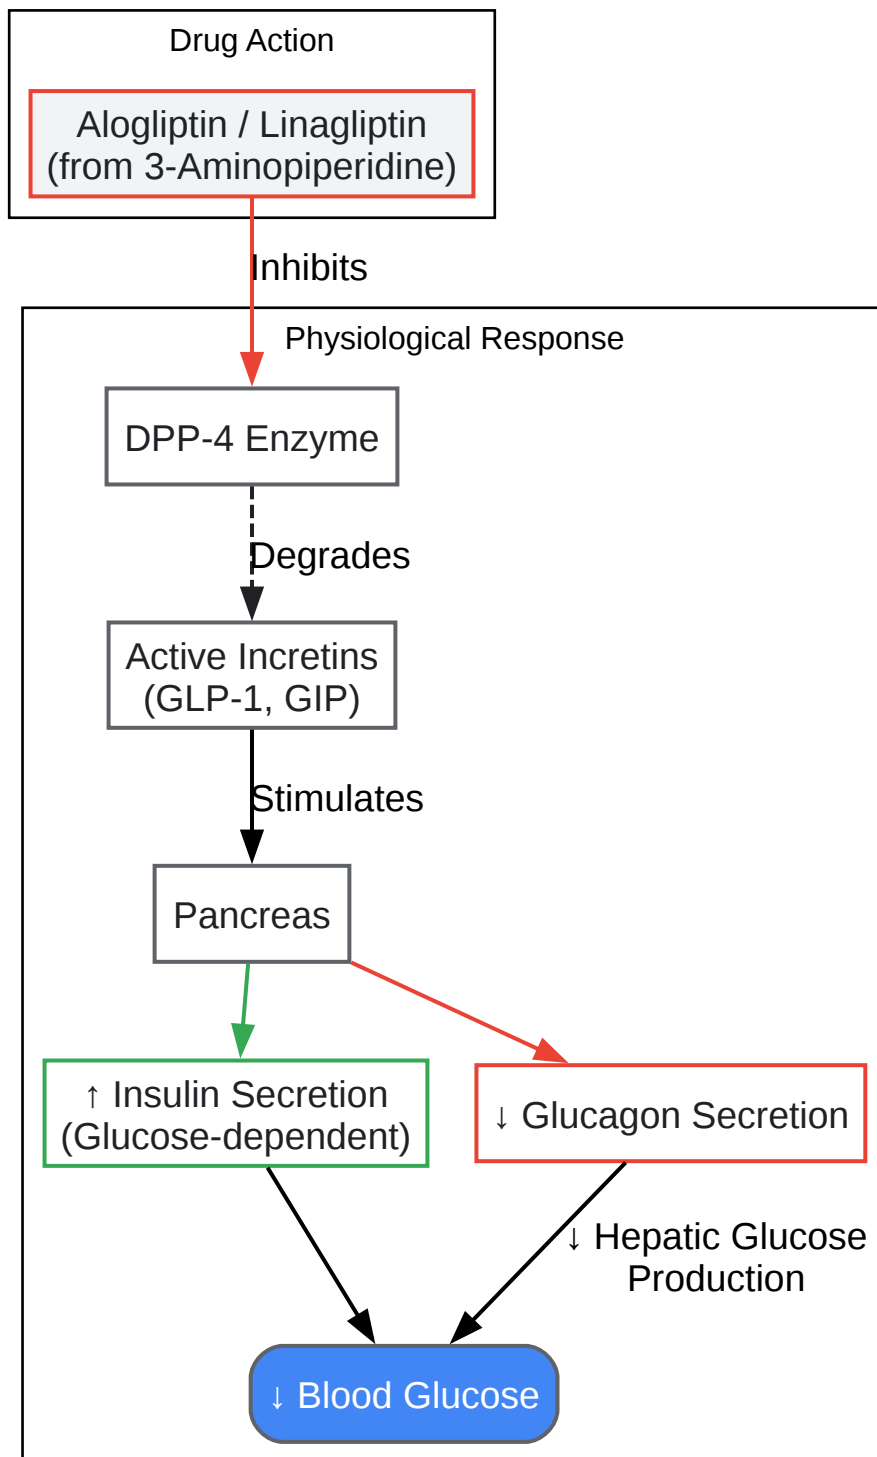 Drug Action
Alogliptin / Linagliptin
(from 3-Aminopiperidine)
Inhibits
Physiological Response
DPP-4 Enzyme
Degrades
Active Incretins
(GLP-1, GIP)
Stimulates
Pancreas
↑ Insulin Secretion
(Glucose-dependent)
↓ Glucagon Secretion
↓ Hepatic Glucose
Production
↓ Blood Glucose